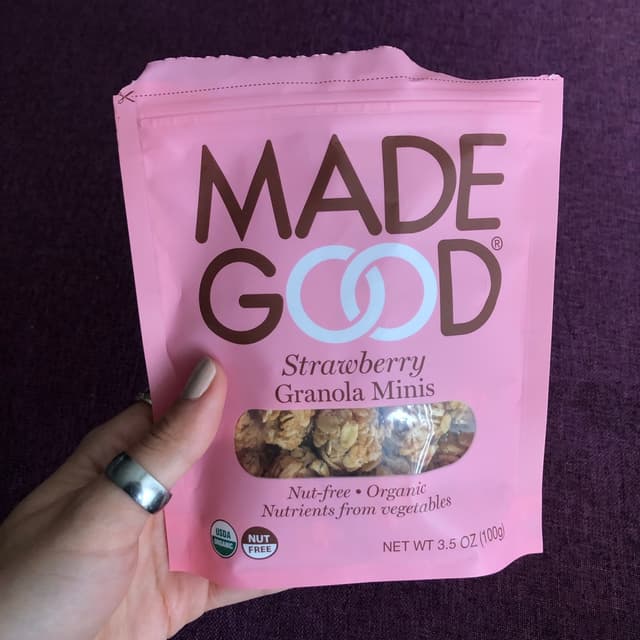 MADE
GOOD®
Strawberry
Granola Minis
Nut-free • Organic
Nutrients from vegetables
USDA
ORGANIC
NUT
FREE
NET WT 3.5 OZ (100g)